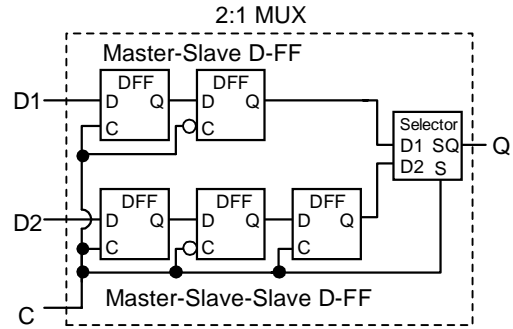 2:1 MUX
Master-Slave D-FF
DFF
D Q
C
DFF
D Q
C
D1
Selector
D1 SQ
D2 S
Q
D2
DFF
D Q
C
DFF
D Q
C
DFF
D Q
C
Master-Slave-Slave D-FF
C